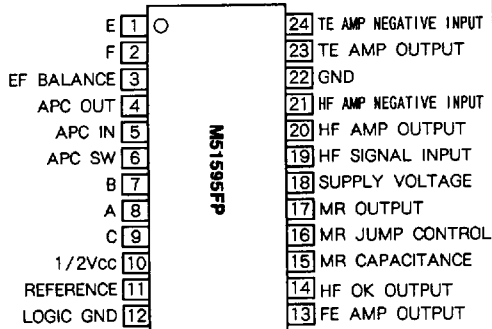 E 1 24 TE AMP NEGATIVE INPUT
F 2 23 TE AMP OUTPUT
EF BALANCE 3 22 GND
APC OUT 4 21 HF AMP NEGATIVE INPUT
APC IN 5 20 HF AMP OUTPUT
APC SW 6 19 HF SIGNAL INPUT
B 7 18 SUPPLY VOLTAGE
A 8 17 MR OUTPUT
C 9 16 MR JUMP CONTROL
1/2Vcc 10 15 MR CAPACITANCE
REFERENCE 11 14 HF OK OUTPUT
LOGIC GND 12 13 FE AMP OUTPUT
M51595FP